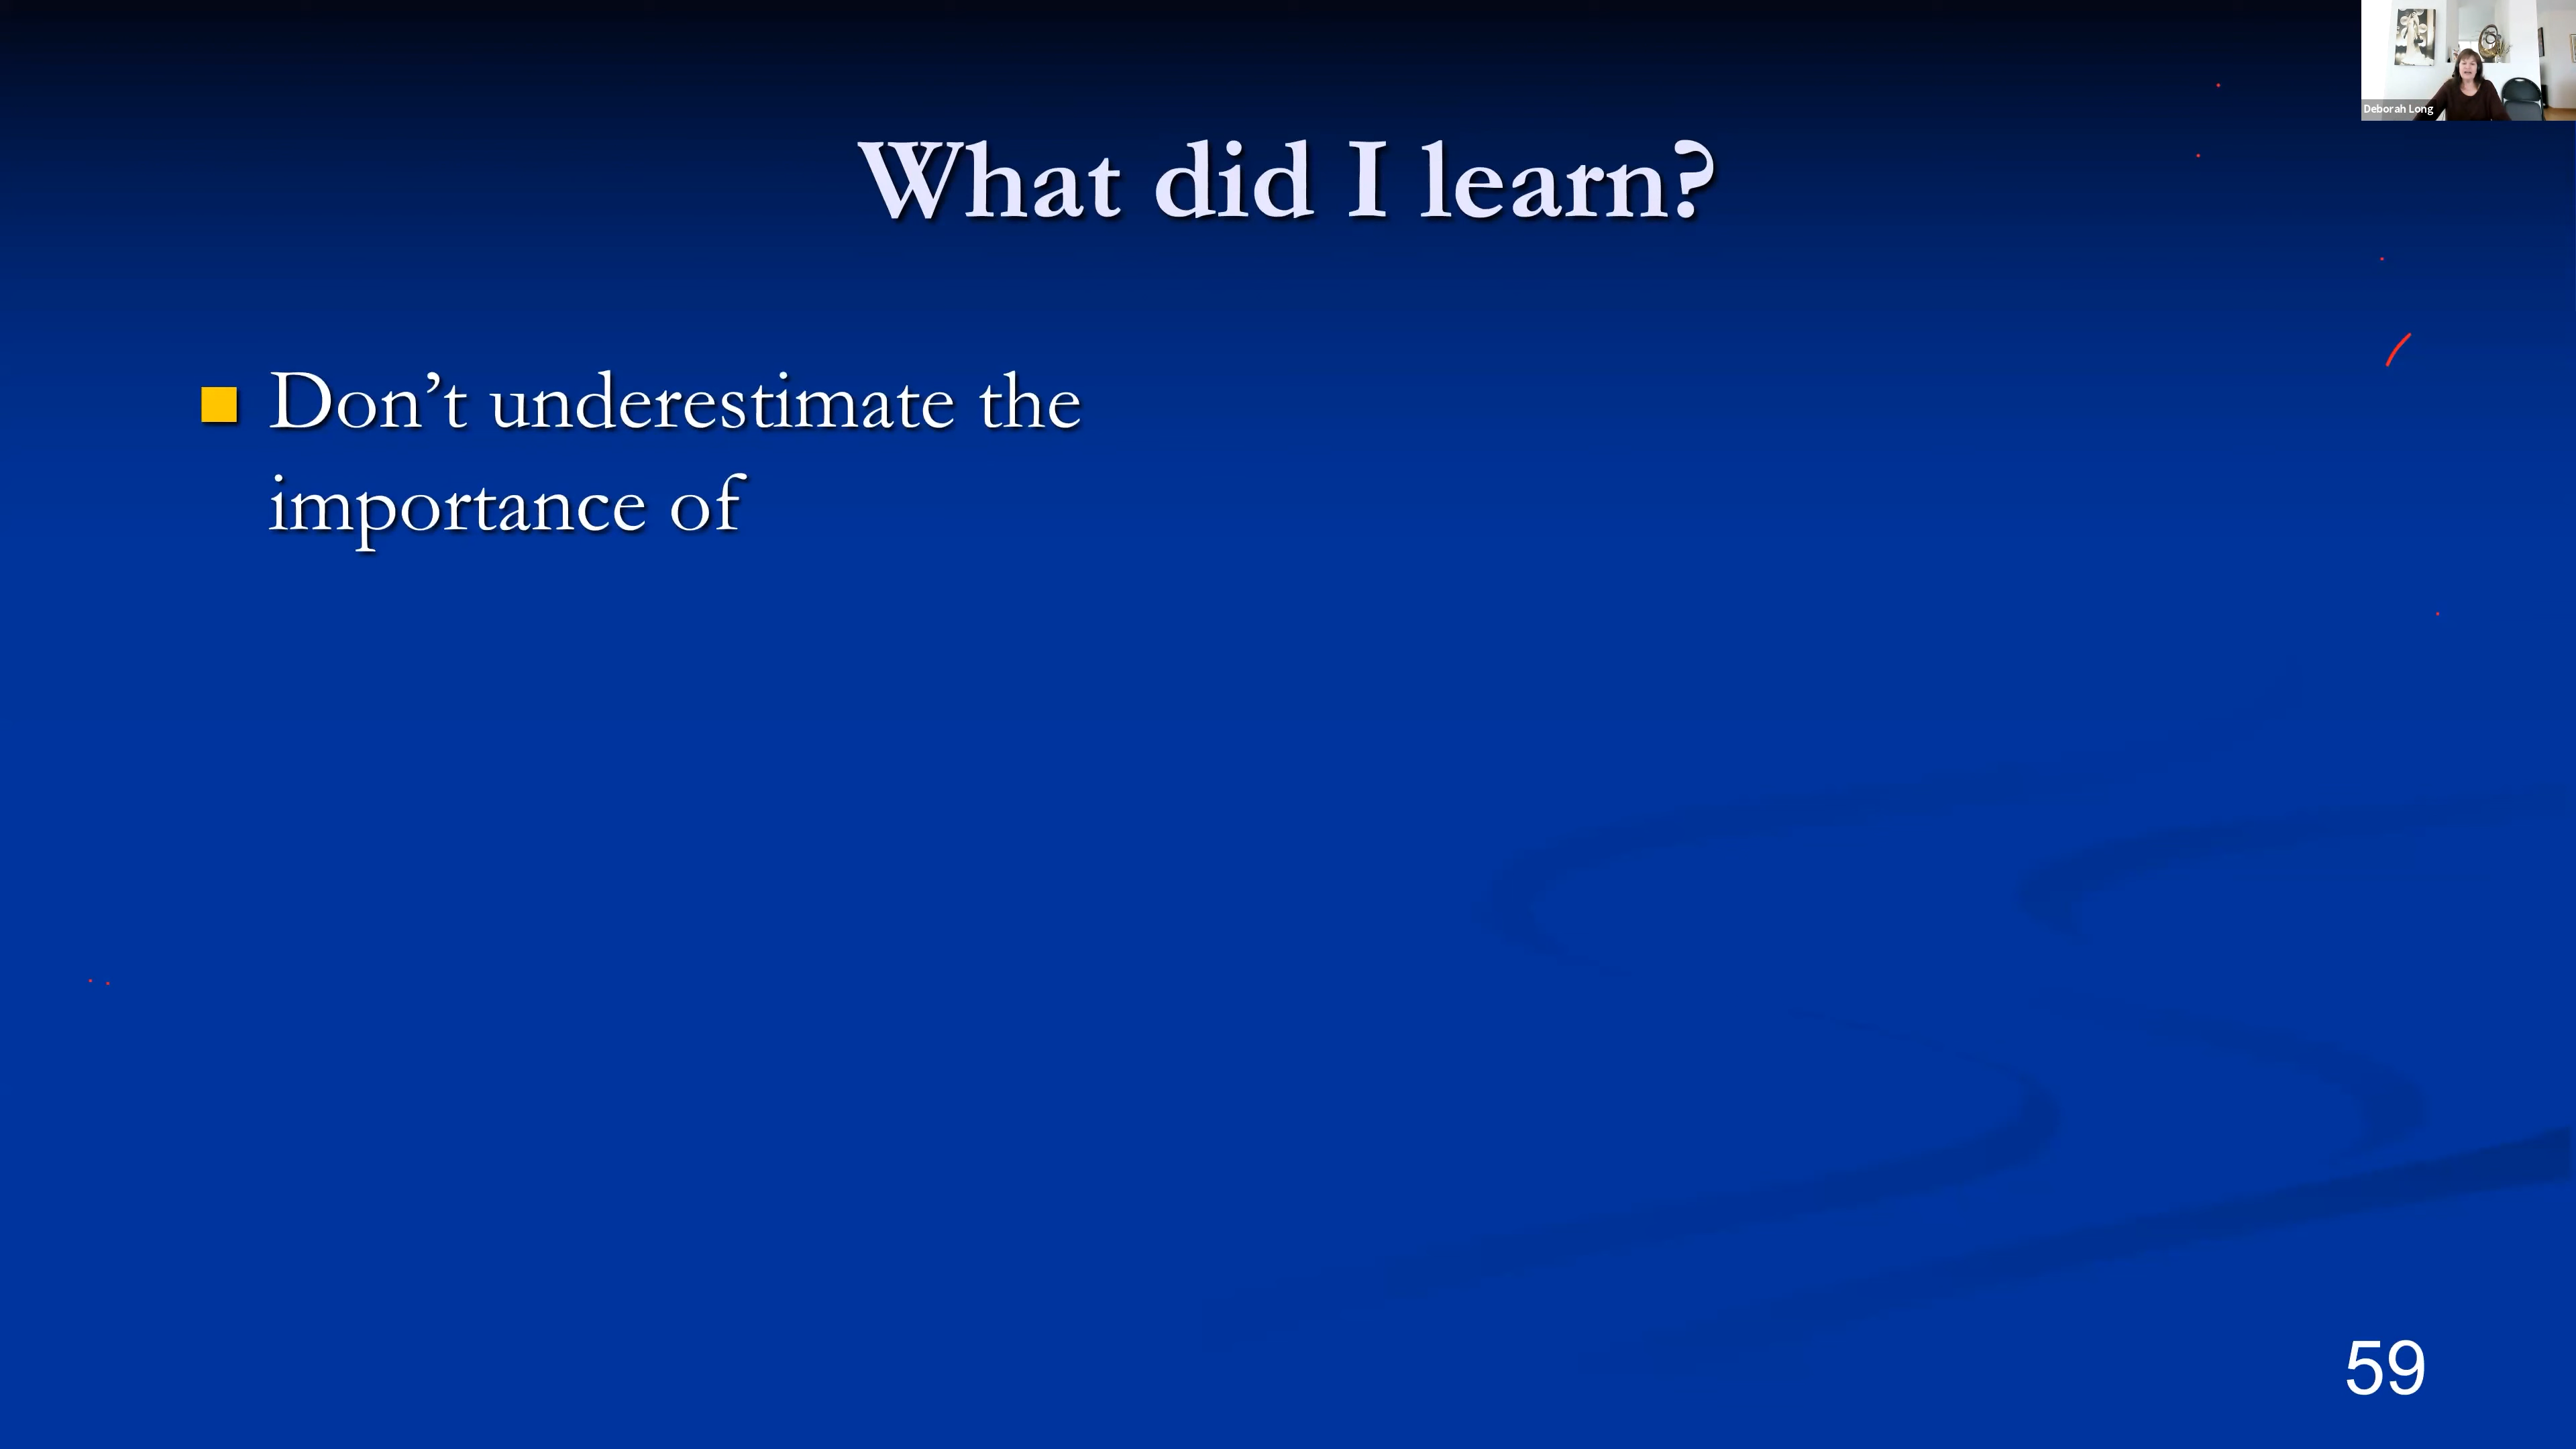 Deborah Long
What did I learn?
Don’t underestimate the
importance of
59